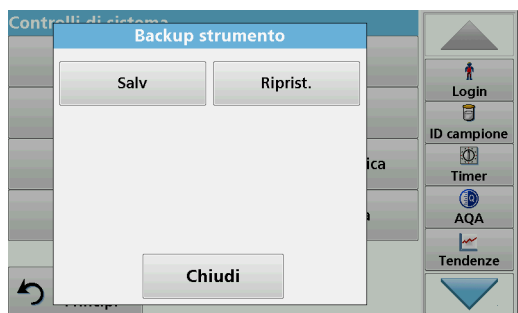 Controlli di sistema
Backup strumento
Salv
Riprist.
ica
a
Chiudi
Login
ID campione
Timer
AQA
Tendenze